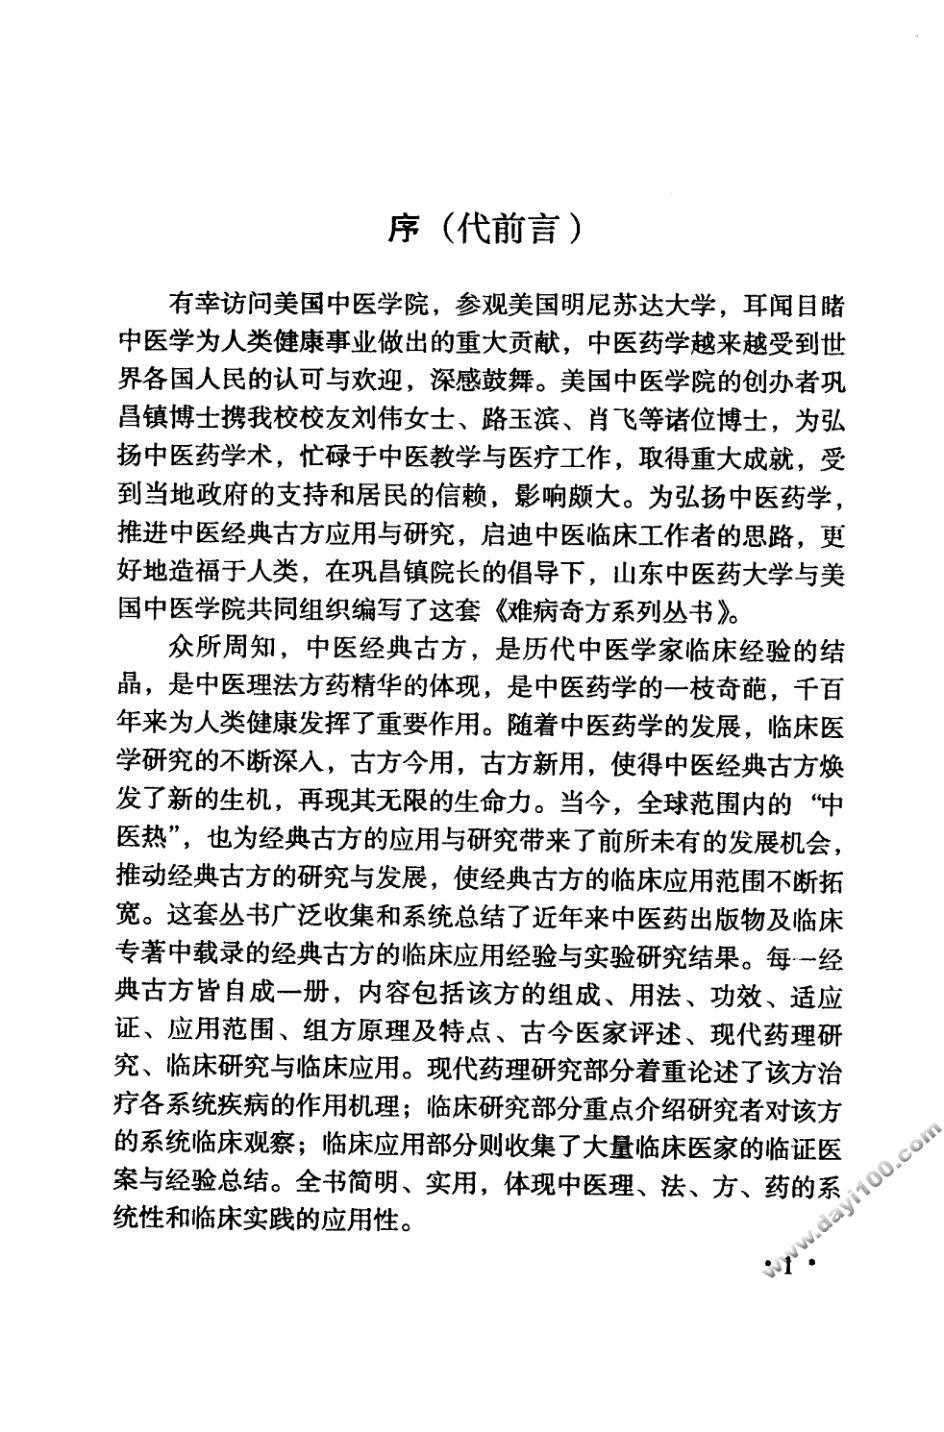 序（代前言）
有幸访问美国中医学院，参观美国明尼苏达大学，耳闻目睹
中医学为人类健康事业做出的重大贡献，中医药学越来越受到世
界各国人民的认可与欢迎，深感鼓舞。美国中医学院的创办者巩
昌镇博士携我校校友刘伟女士、路玉滨、肖飞等诸位博士，为弘
扬中医药学术，忙碌于中医教学与医疗工作，取得重大成就，受
到当地政府的支持和居民的信赖，影响颇大。为弘扬中医药学，
推进中医经典古方应用与研究，启迪中医临床工作者的思路，更
好地造福于人类，在巩昌镇院长的倡导下，山东中医药大学与美
国中医学院共同组织编写了这套《难病奇方系列丛书》。
众所周知，中医经典古方，是历代中医学家临床经验的结
晶，是中医理法方药精华的体现，是中医药学的一枝奇葩，千百
年来为人类健康发挥了重要作用。随着中医药学的发展，临床医
学研究的不断深入，古方今用，古方新用，使得中医经典古方焕
发了新的生机，再现其无限的生命力。当今，全球范围内的“中
医热”，也为经典古方的应用与研究带来了前所未有的发展机会，
推动经典古方的研究与发展，使经典古方的临床应用范围不断拓
宽。这套丛书广泛收集和系统总结了近年来中医药出版物及临床
专著中载录的经典古方的临床应用经验与实验研究结果。每一经
典古方皆自成一册，内容包括该方的组成、用法、功效、适应
证、应用范围、组方原理及特点、古今医家评述、现代药理研
究、临床研究与临床应用。现代药理研究部分着重论述了该方治
疗各系统疾病的作用机理；临床研究部分重点介绍研究者对该方
的系统临床观察；临床应用部分则收集了大量临床医家的临证医
案与经验总结。全书简明、实用，体现中医理、法、方、药的系
统性和临床实践的应用性。
www.dayi100.com
·1·